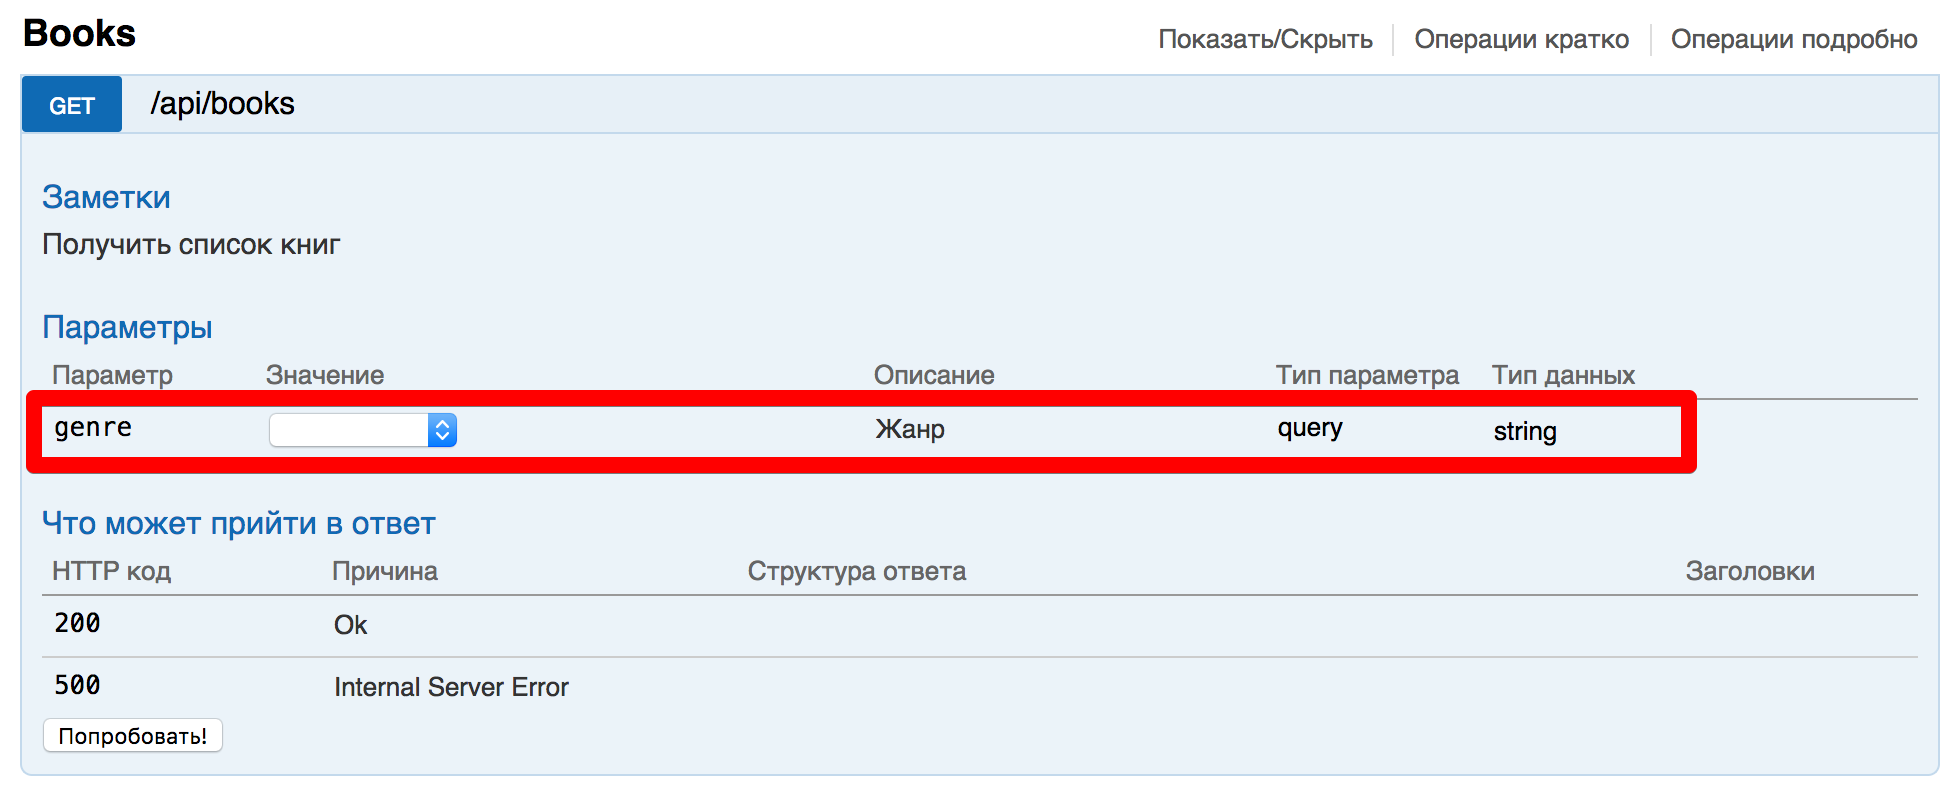 Books
Показать/Скрыть Операции кратко Операции подробно
GET /api/books
Заметки
Получить список книг
Параметры
Параметр Значение Описание Тип параметра Тип данных
genre Жанр query string
Что может прийти в ответ
HTTP код Причина Структура ответа Заголовки
200 Ok
500 Internal Server Error
Попробовать!